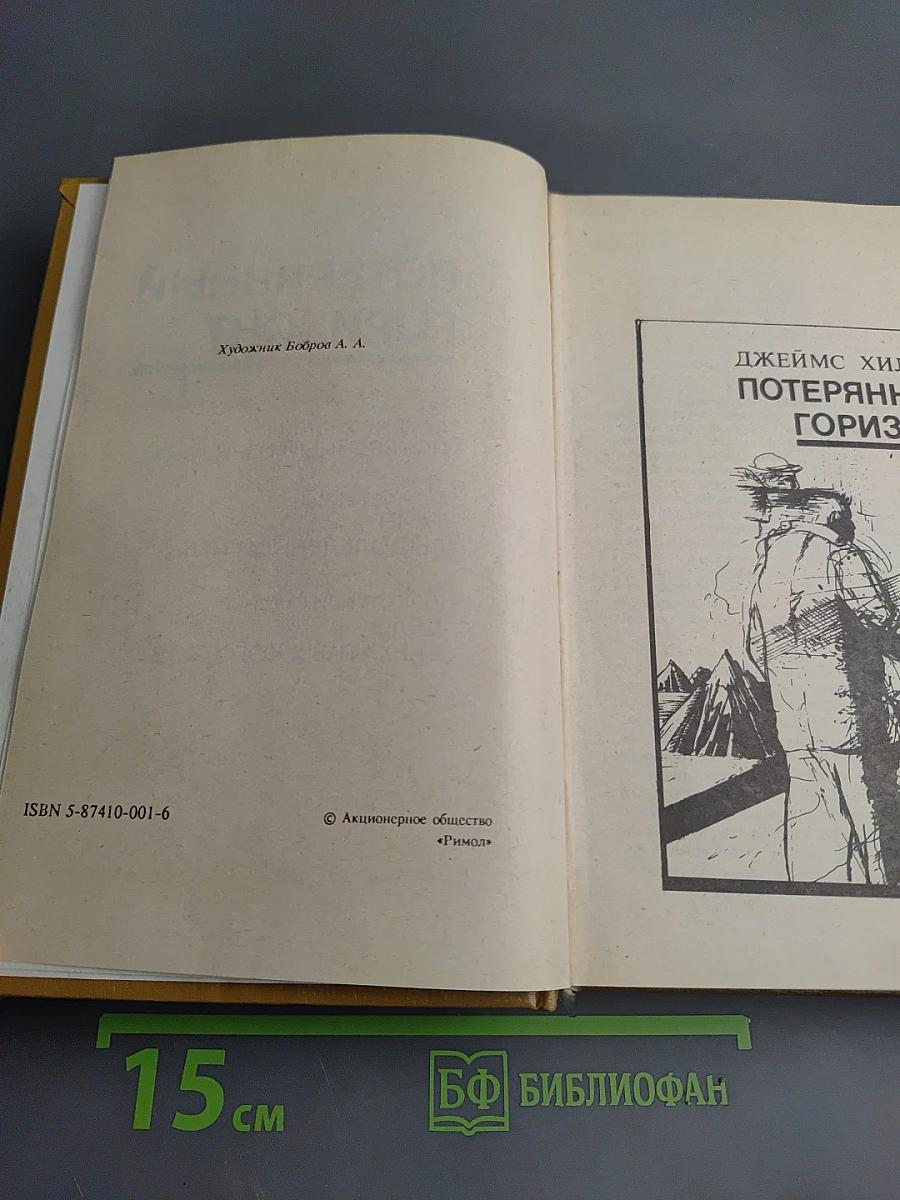 Художник Бобров А. А.
ISBN 5-87410-001-6
© Акционерное общество
«Римол»
ДЖЕЙМС ХИЛ
ПОТЕРЯНН
ГОРИЗ
15 см
БФ БИБЛИОФАН